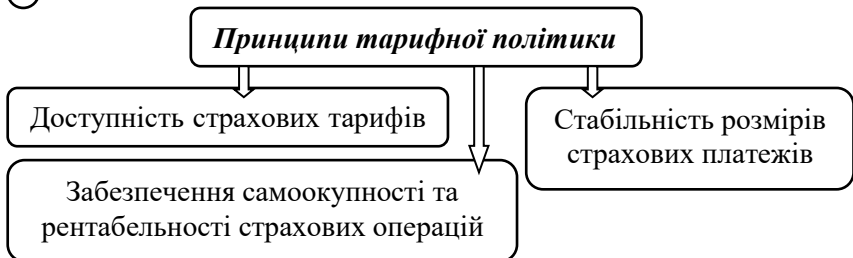 Принципи тарифної політики
Доступність страхових тарифів
Стабільність розмірів
страхових платежів
Забезпечення самоокупності та
рентабельності страхових операцій